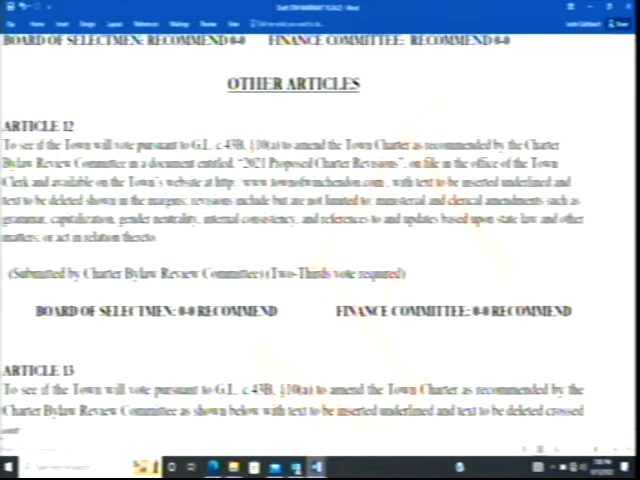 BOARD OF SELECTMEN: RECOMMEND 0-0 FINANCE COMMITTEE: RECOMMEND 0-0
OTHER ARTICLES
ARTICLE 12
To see if the Town will vote pursuant to G.L. c.43B, §10(a) to amend the Town Charter as recommended by the Charter
Bylaw Review Committee in a document entitled, "2021 Proposed Charter Revisions", on file in the office of the Town
Clerk and available on the Town's website at http: www.townofwinchendon.com, with text to be inserted underlined and
text to be deleted shown in the margins; revisions include but are not limited to: ministerial and clerical amendments such as
grammar, capitalization, gender neutrality, internal consistency, and references to and updates based upon state law and other
matters; or act in relation thereto.
(Submitted by Charter Bylaw Review Committee) (Two-Thirds vote required)
BOARD OF SELECTMEN: 0-0 RECOMMEND FINANCE COMMITTEE: 0-0 RECOMMEND
ARTICLE 13
To see if the Town will vote pursuant to G.L. c.43B, §10(a) to amend the Town Charter as recommended by the
Charter Bylaw Review Committee as shown below with text to be inserted underlined and text to be deleted crossed
out